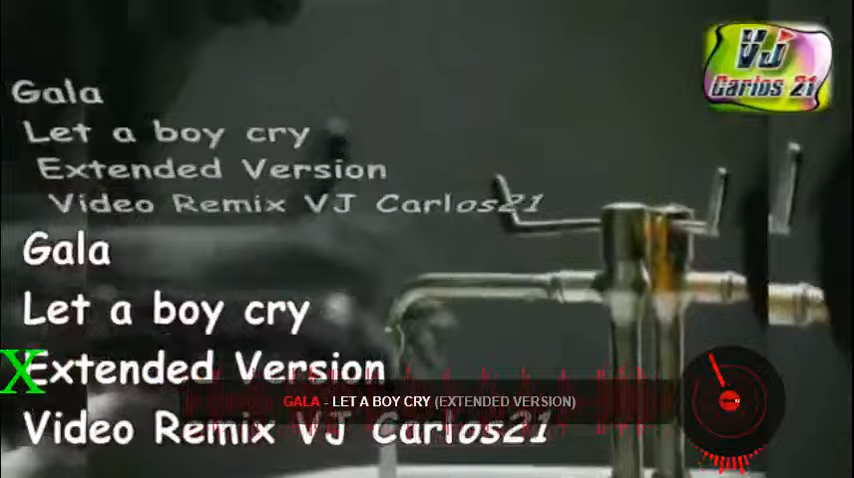 VJ
Carlos 21
Gala
Let a boy cry
Extended Version
Video Remix VJ Carlos21
Gala
Let a boy cry
X
Extended Version
GALA - LET A BOY CRY (EXTENDED VERSION)
Video Remix VJ Carlos21